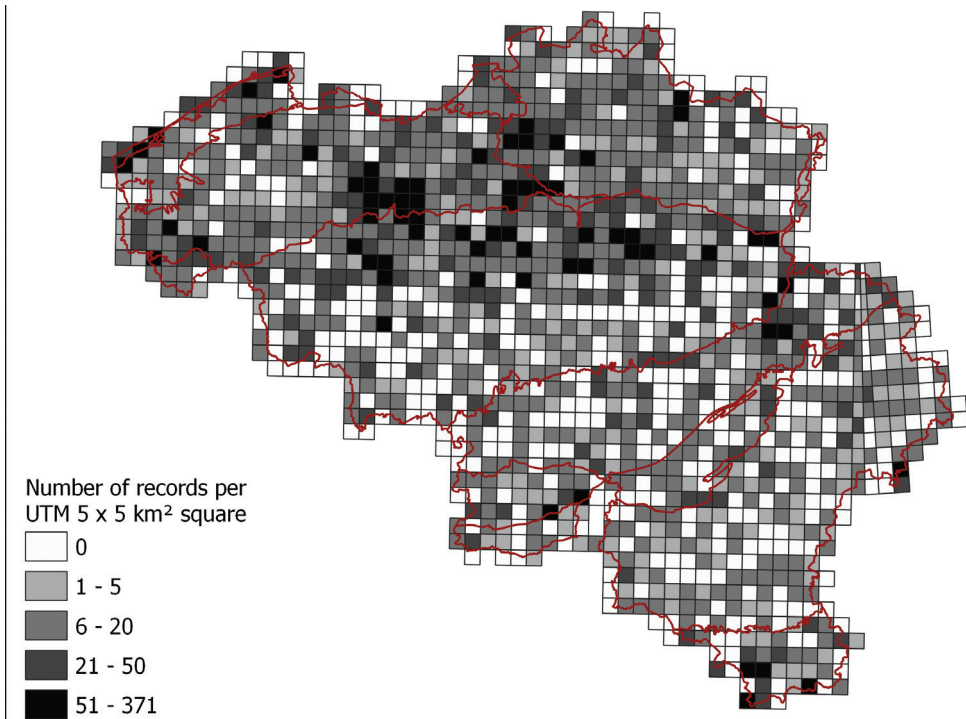 Number of records per
UTM 5 x 5 km² square
0
1 - 5
6 - 20
21 - 50
51 - 371